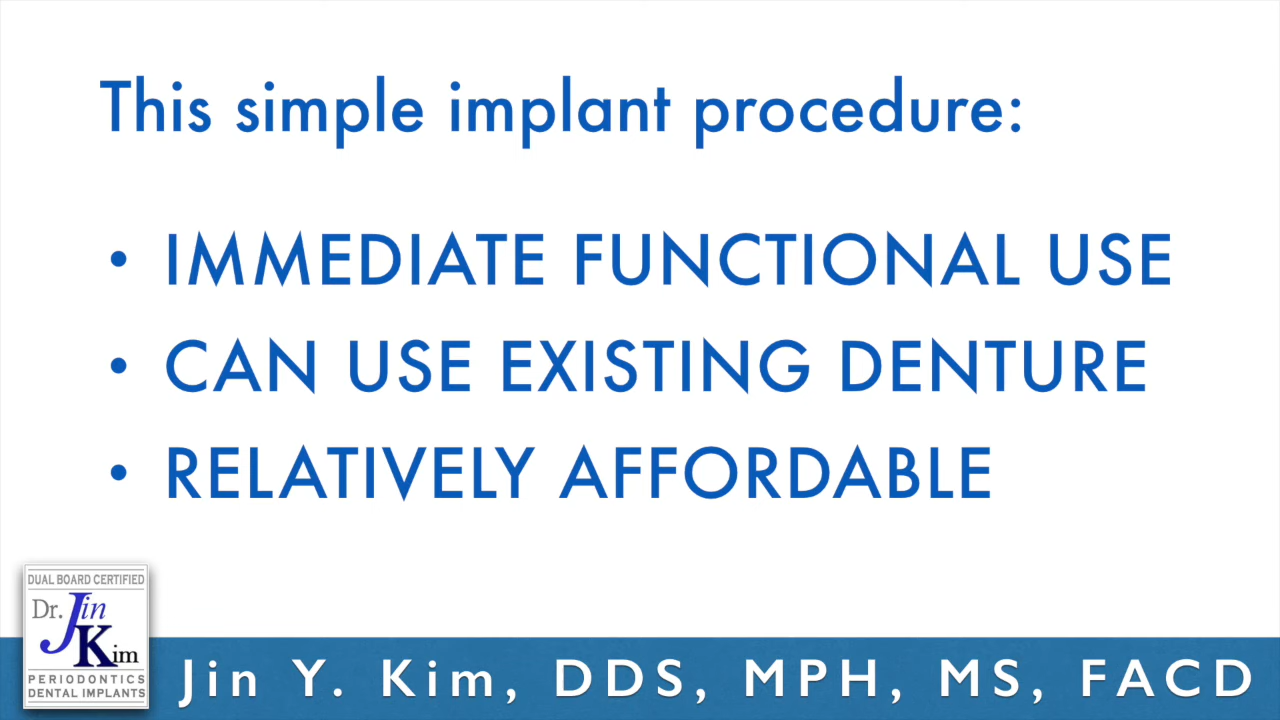 This simple implant procedure:
• IMMEDIATE FUNCTIONAL USE
• CAN USE EXISTING DENTURE
• RELATIVELY AFFORDABLE
DUAL BOARD CERTIFIED
Dr. Jin
Kim
PERIODONTICS
DENTAL IMPLANTS
Jin Y. Kim, DDS, MPH, MS, FACD